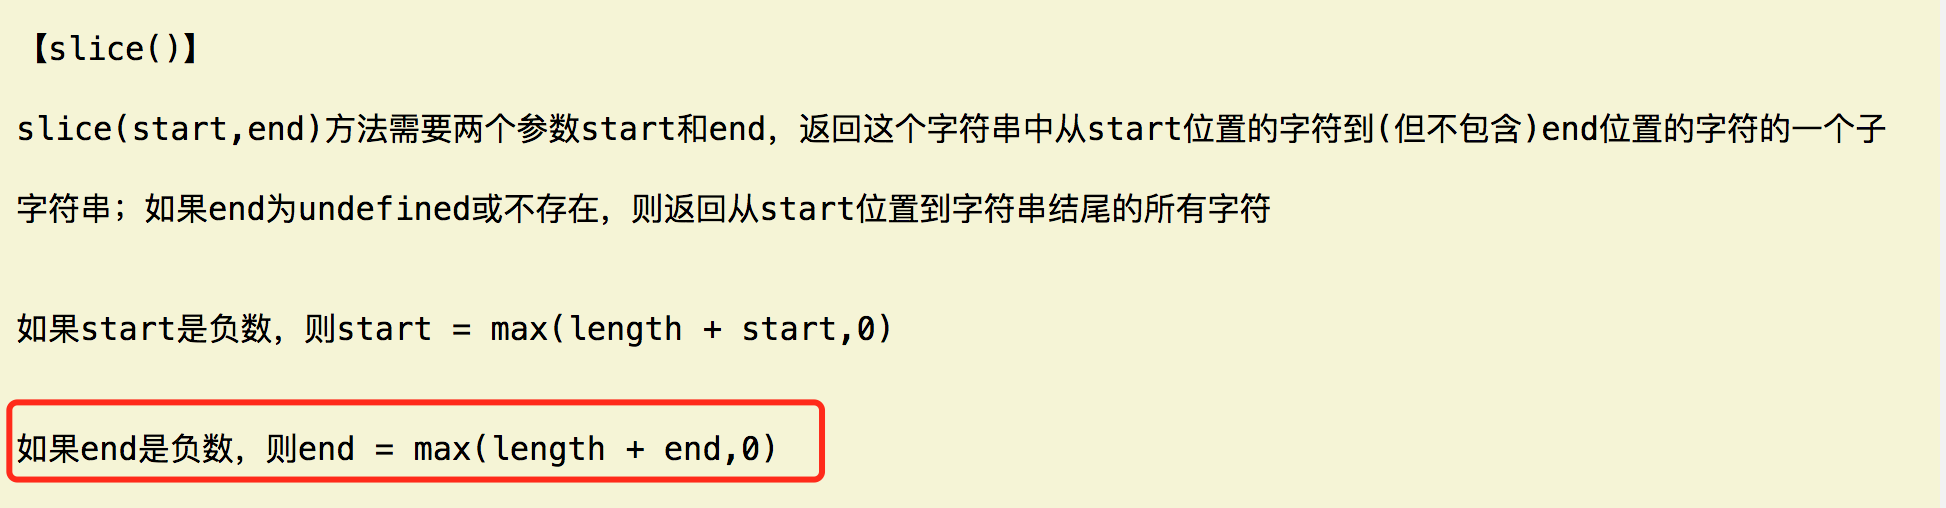 【slice()】
slice(start,end)方法需要两个参数start和end，返回这个字符串中从start位置的字符到(但不包含)end位置的字符的一个子
字符串；如果end为undefined或不存在，则返回从start位置到字符串结尾的所有字符
如果start是负数，则start = max(length + start,0)
如果end是负数，则end = max(length + end,0)